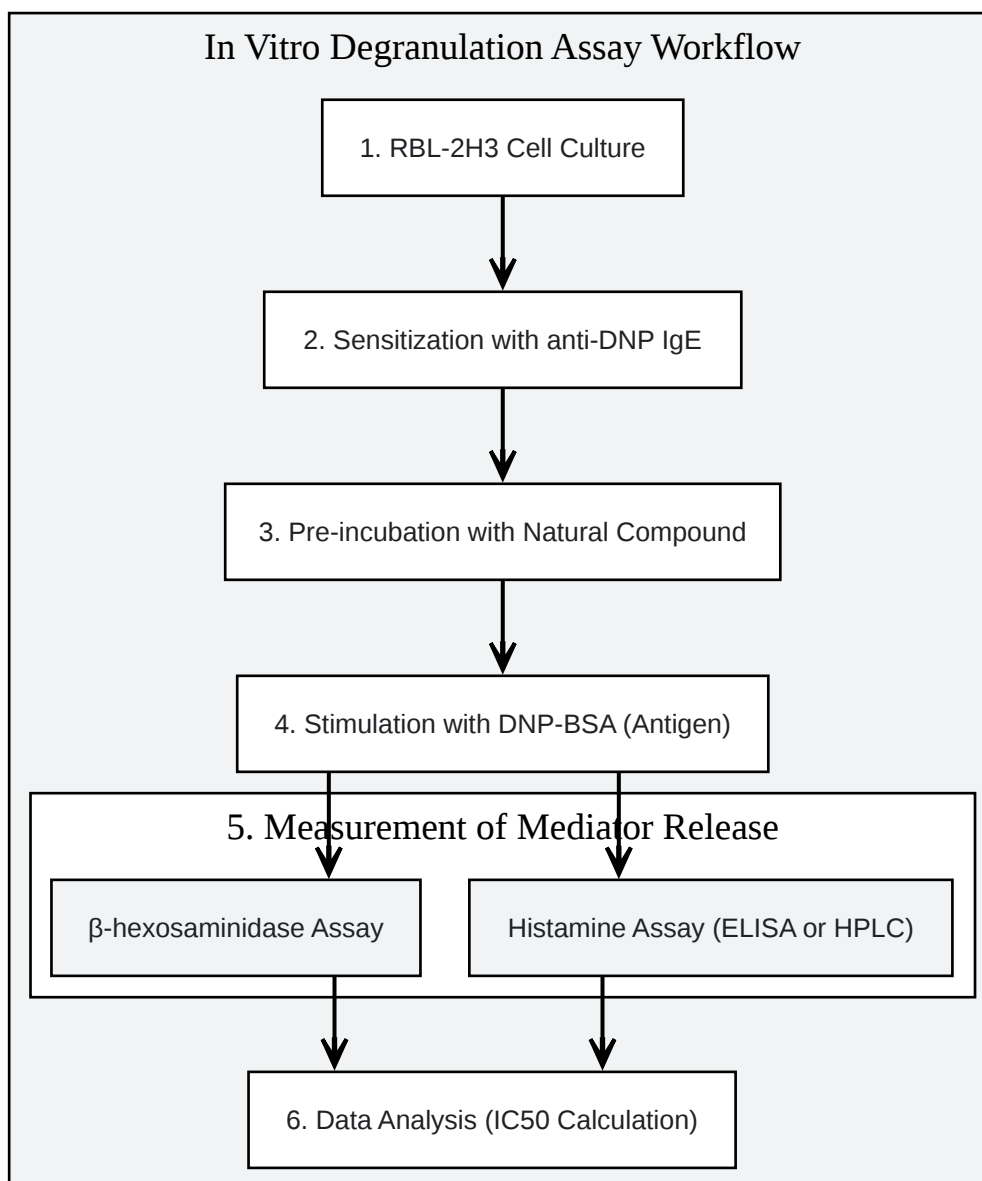 In Vitro Degranulation Assay Workflow
1. RBL-2H3 Cell Culture
2. Sensitization with anti-DNP IgE
3. Pre-incubation with Natural Compound
4. Stimulation with DNP-BSA (Antigen)
5. Measurement of Mediator Release
β-hexosaminidase Assay
Histamine Assay (ELISA or HPLC)
6. Data Analysis (IC50 Calculation)